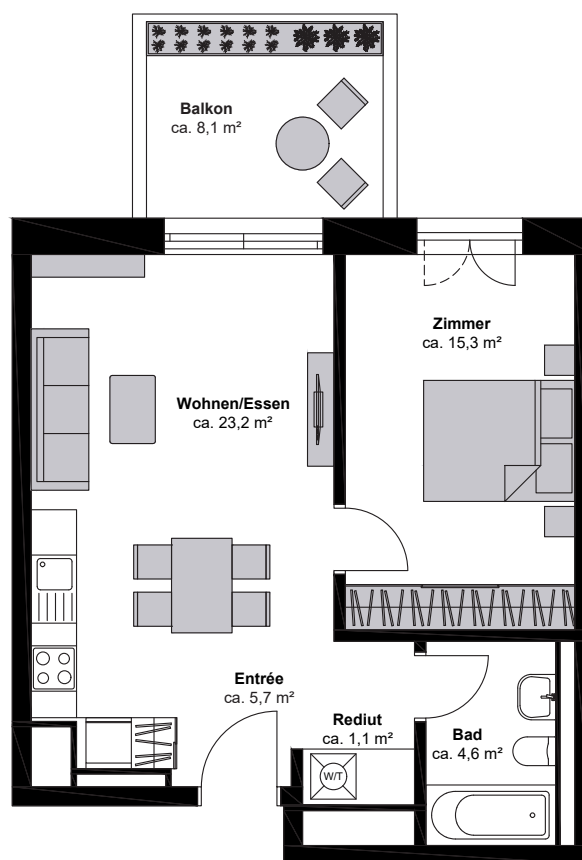 Balkon
ca. 8,1 m²
Zimmer
ca. 15,3 m²
Wohnen/Essen
ca. 23,2 m²
Entrée
ca. 5,7 m²
Rediut
ca. 1,1 m²
Bad
ca. 4,6 m²
W/T